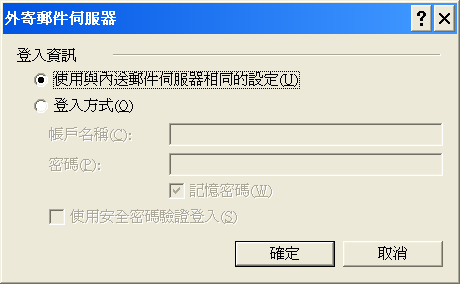 外寄郵件伺服器
登入資訊
使用與內送郵件伺服器相同的設定(U)
登入方式(O)
帳戶名稱(C):
密碼(P):
記憶密碼(W)
使用安全密碼驗證登入(S)
確定 取消